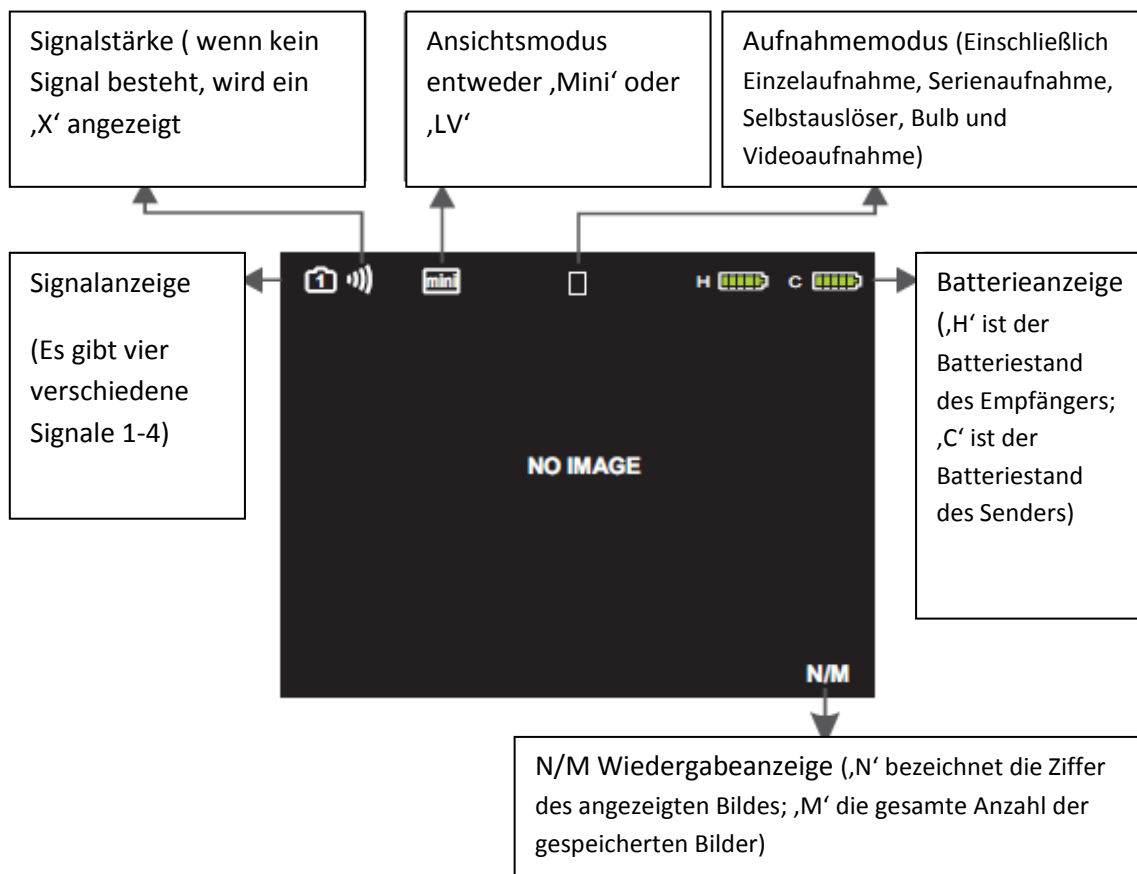 Signalstärke ( wenn kein
Signal besteht, wird ein
‚X‘ angezeigt
Ansichtsmodus
entweder ‚Mini‘ oder
‚LV‘
Aufnahmemodus (Einschließlich
Einzelaufnahme, Serienaufnahme,
Selbstauslöser, Bulb und
Videoaufnahme)
Signalanzeige
(Es gibt vier
verschiedene
Signale 1-4)
1 mini H C
NO IMAGE
N/M
Batterieanzeige
(‚H‘ ist der
Batteriestand
des Empfängers;
‚C‘ ist der
Batteriestand
des Senders)
N/M Wiedergabeanzeige (‚N‘ bezeichnet die Ziffer
des angezeigten Bildes; ‚M‘ die gesamte Anzahl der
gespeicherten Bilder)